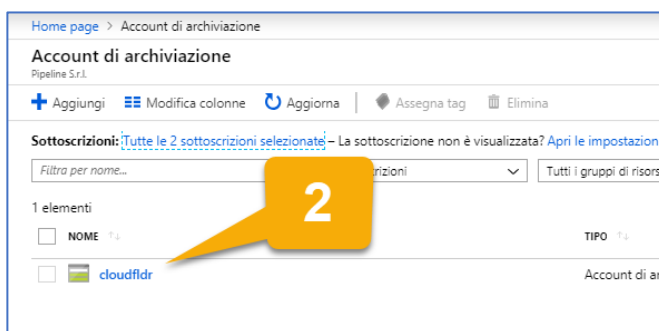 Home page > Account di archiviazione
Account di archiviazione
Pipeline S.r.l.
Aggiungi Modifica colonne Aggiorna Assegna tag Elimina
Sottoscrizioni: Tutte le 2 sottoscrizioni selezionate – La sottoscrizione non è visualizzata? Apri le impostazion
Filtra per nome... rizioni Tutti i gruppi di risors
1 elementi
2
NOME TIPO
cloudfldr Account di ar